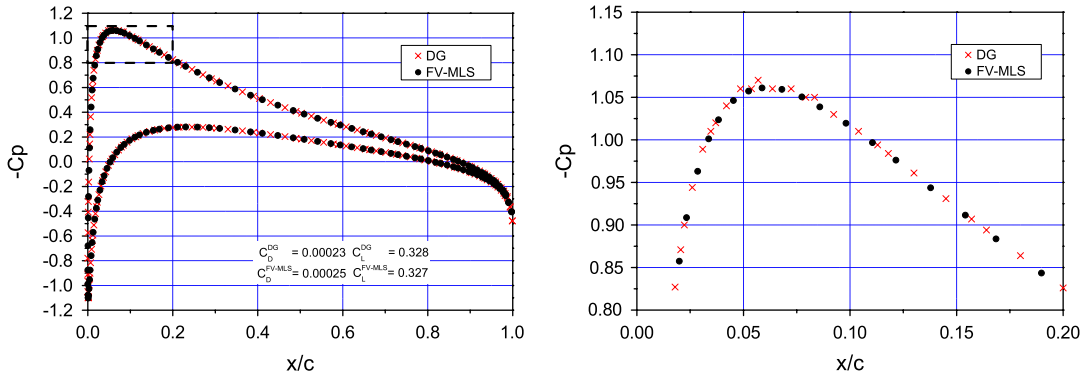 1.2
1.0
0.8
0.6
0.4
0.2
0.0
-0.2
-0.4
-0.6
-0.8
-1.0
-1.2
-Cp
DG
FV-MLS
C_D^DG = 0.00023 C_L^DG = 0.328
C_D^FV-MLS = 0.00025 C_L^FV-MLS = 0.327
0.0 0.2 0.4 0.6 0.8 1.0
x/c
1.15
1.10
1.05
1.00
0.95
0.90
0.85
0.80
-Cp
DG
FV-MLS
0.00 0.05 0.10 0.15 0.20
x/c